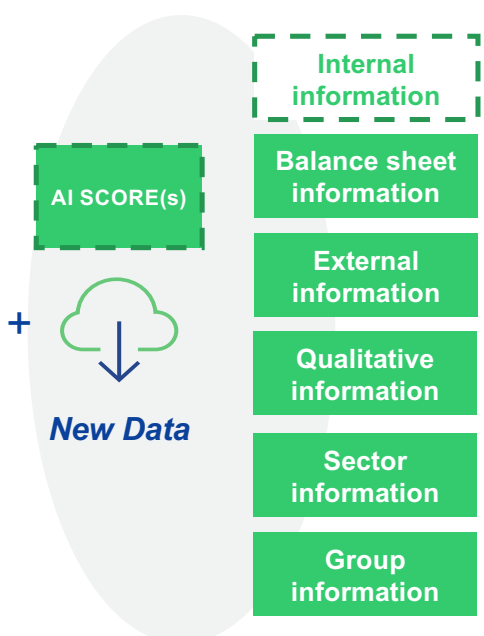 Internal
information
Balance sheet
information
AI SCORE(s)
External
information
+
Qualitative
information
New Data
Sector
information
Group
information